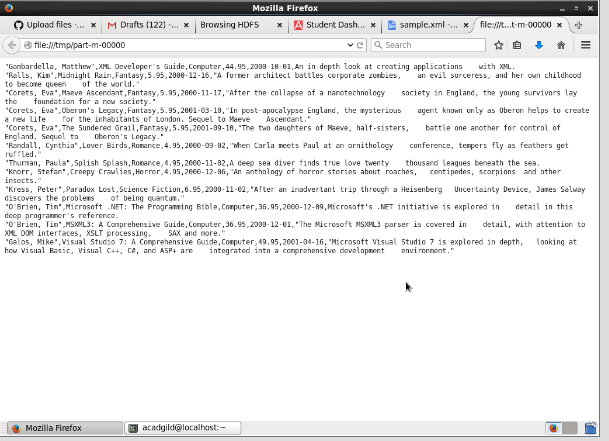 Mozilla Firefox
Upload files ·...
Drafts (122) -...
Browsing HDFS
Student Dash...
sample.xml -...
file:///...t-m-00000
file:///tmp/part-m-00000
Search
"Gambardella, Matthew",XML Developer's Guide,Computer,44.95,2000-10-01,An in-depth look at creating applications    with XML.
"Ralls, Kim",Midnight Rain,Fantasy,5.95,2000-12-16,"A former architect battles corporate zombies,    an evil sorceress, and her own childhood
to become queen    of the world."
"Corets, Eva",Maeve Ascendant,Fantasy,5.95,2000-11-17,"After the collapse of a nanotechnology    society in England, the young survivors lay
the    foundation for a new society."
"Corets, Eva",Oberon's Legacy,Fantasy,5.95,2001-03-10,"In post-apocalypse England, the mysterious    agent known only as Oberon helps to create
a new life    for the inhabitants of London. Sequel to Maeve    Ascendant."
"Corets, Eva",The Sundered Grail,Fantasy,5.95,2001-09-10,"The two daughters of Maeve, half-sisters,    battle one another for control of
England. Sequel to    Oberon's Legacy."
"Randall, Cynthia",Lover Birds,Romance,4.95,2000-09-02,"When Carla meets Paul at an ornithology    conference, tempers fly as feathers get
ruffled."
"Thurman, Paula",Splish Splash,Romance,4.95,2000-11-02,A deep sea diver finds true love twenty    thousand leagues beneath the sea.
"Knorr, Stefan",Creepy Crawlies,Horror,4.95,2000-12-06,"An anthology of horror stories about roaches,    centipedes, scorpions  and other
insects."
"Kress, Peter",Paradox Lost,Science Fiction,6.95,2000-11-02,"After an inadvertant trip through a Heisenberg    Uncertainty Device, James Salway
discovers the problems    of being quantum."
"O'Brien, Tim",Microsoft .NET: The Programming Bible,Computer,36.95,2000-12-09,Microsoft's .NET initiative is explored in    detail in this
deep programmer's reference.
"O'Brien, Tim",MSXML3: A Comprehensive Guide,Computer,36.95,2000-12-01,"The Microsoft MSXML3 parser is covered in    detail, with attention to
XML DOM interfaces, XSLT processing,    SAX and more."
"Galos, Mike",Visual Studio 7: A Comprehensive Guide,Computer,49.95,2001-04-16,"Microsoft Visual Studio 7 is explored in depth,    looking at
how Visual Basic, Visual C++, C#, and ASP+ are    integrated into a comprehensive development    environment."
Mozilla Firefox
acadgild@localhost:~